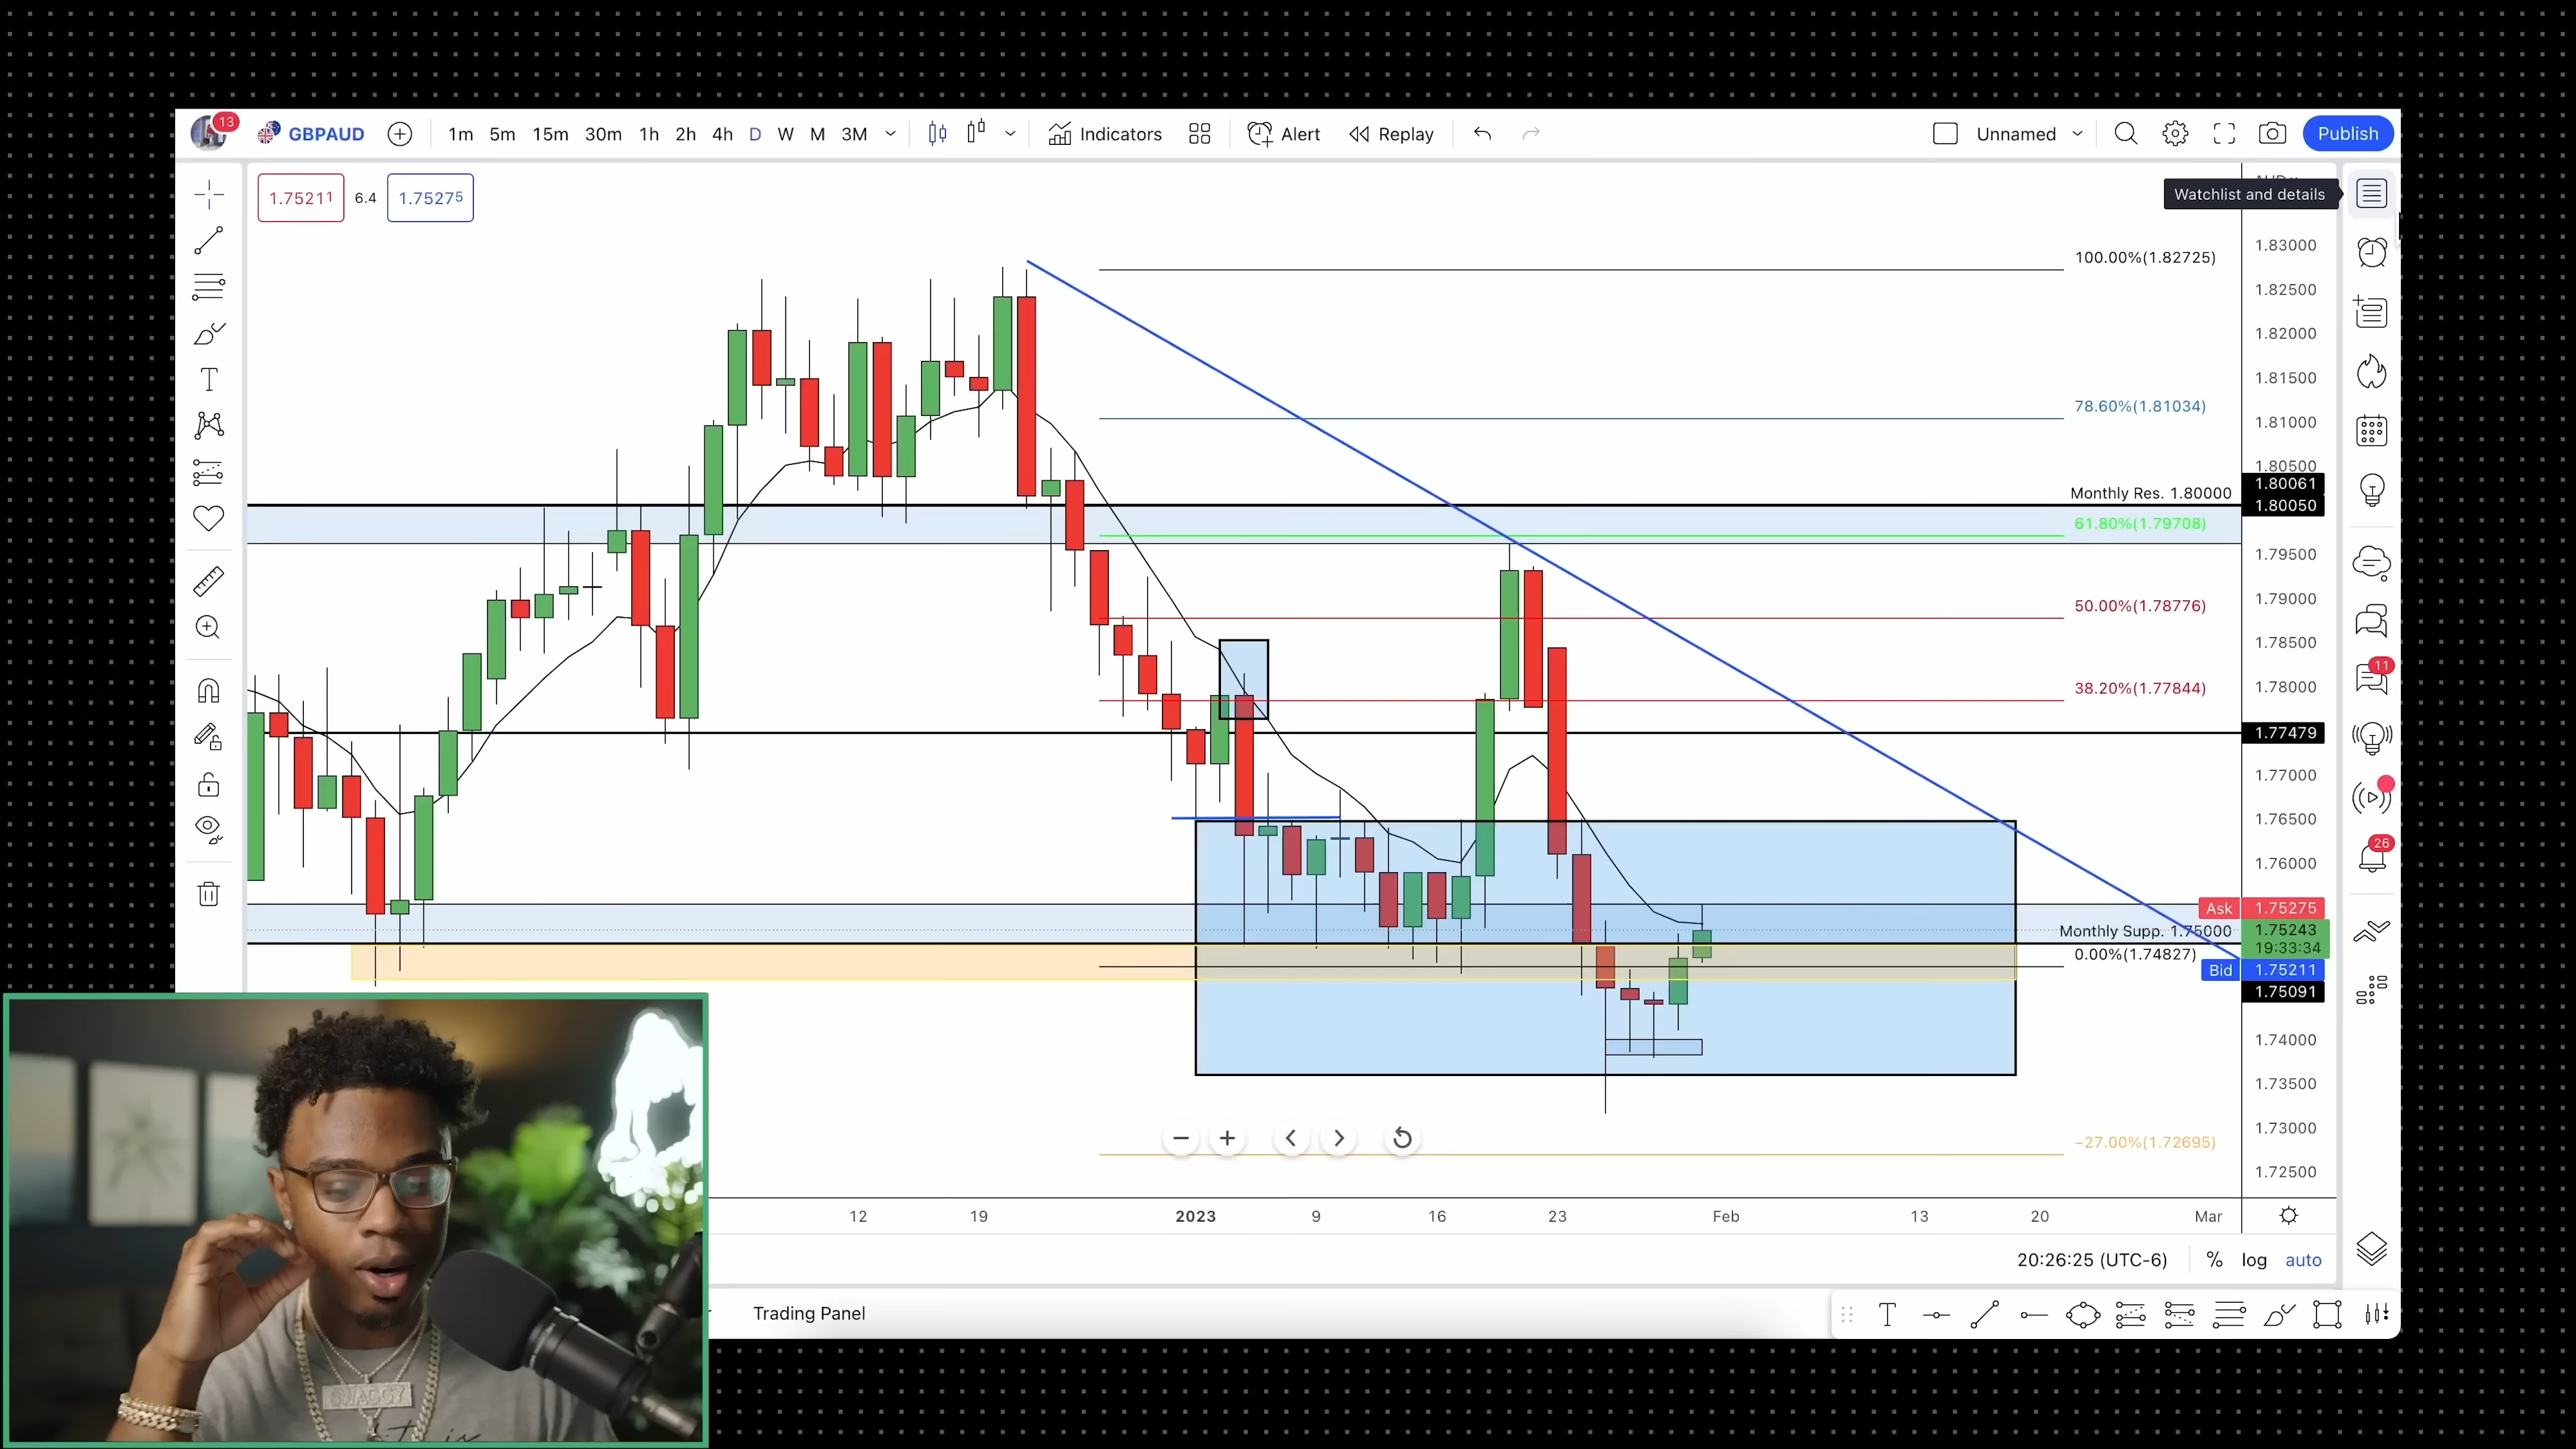 13 GBPAUD 1m 5m 15m 30m 1h 2h 4h D W M 3M Indicators Alert Replay Unnamed Publish
1.75211 6.4 1.75275
Watchlist and details
1.83000
100.00%(1.82725)
1.82500
1.82000
1.81500
78.60%(1.81034)
1.81000
1.80500
1.80061
Monthly Res. 1.80000
1.80050
61.80%(1.79708)
1.79500
50.00%(1.78776)
1.79000
1.78500
11
38.20%(1.77844)
1.78000
1.77479
1.77000
1.76500
26
1.76000
Ask 1.75275
Monthly Supp. 1.75000
1.75243
19:33:34
0.00%(1.74827)
Bid 1.75211
1.75091
1.74000
1.73500
1.73000
−27.00%(1.72695)
1.72500
12 19 2023 9 16 23 Feb 13 20 Mar
20:26:25 (UTC-6) % log auto
Trading Panel
SWAGGY